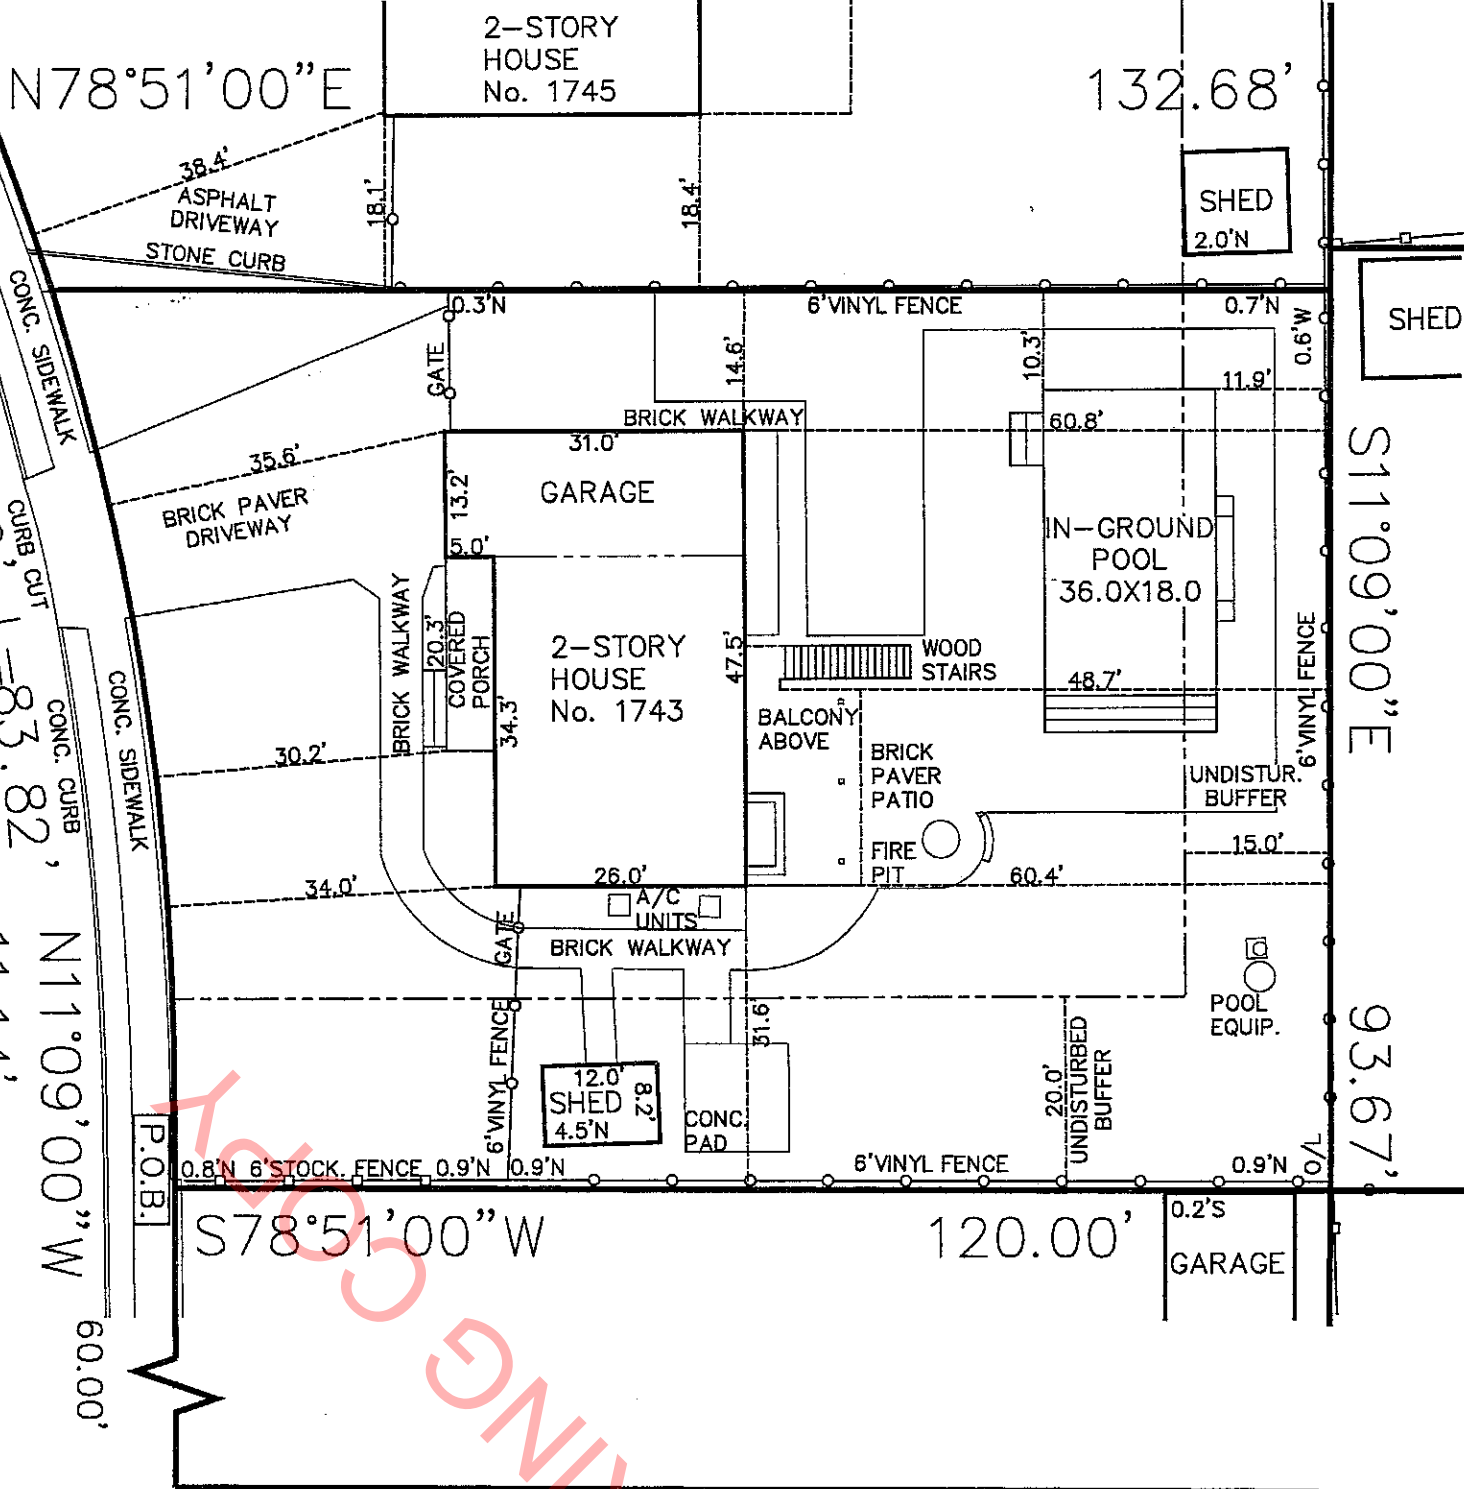 2-STORY
HOUSE
No. 1745
N78°51'00"E
132.68'
38.4'
ASPHALT
DRIVEWAY
STONE CURB
18.1'
18.4'
SHED
2.0'N
SHED
CONC. SIDEWALK
0.3'N
6'VINYL FENCE
0.7'N
0.6'W
GATE
14.6'
10.3'
11.9'
BRICK WALKWAY
60.8'
31.0'
35.6'
13.2'
GARAGE
BRICK PAVER
DRIVEWAY
5.0'
IN-GROUND
POOL
36.0X18.0
S11°09'00"E
CURB CUT
BRICK WALKWAY
20.3'
COVERED
PORCH
34.3'
2-STORY
HOUSE
No. 1743
47.5'
WOOD
STAIRS
48.7'
6'VINYL FENCE
BALCONY
ABOVE
BRICK
PAVER
PATIO
UNDISTUR.
BUFFER
30.2'
CONC. SIDEWALK
CONC. CURB
L=83.82'
FIRE
PIT
15.0'
34.0'
26.0'
60.4'
A/C
UNITS
GATE
BRICK WALKWAY
POOL
EQUIP.
N11°09'00"W
60.00'
6'VINYL FENCE
31.6'
20.0'
UNDISTURBED
BUFFER
93.67'
12.0'
8.2'
SHED
4.5'N
CONC.
PAD
P.O.B.
0.8'N
6'STOCK. FENCE
0.9'N
0.9'N
6'VINYL FENCE
0.9'N
O/L
S78°51'00"W
120.00'
0.2'S
GARAGE
COPY